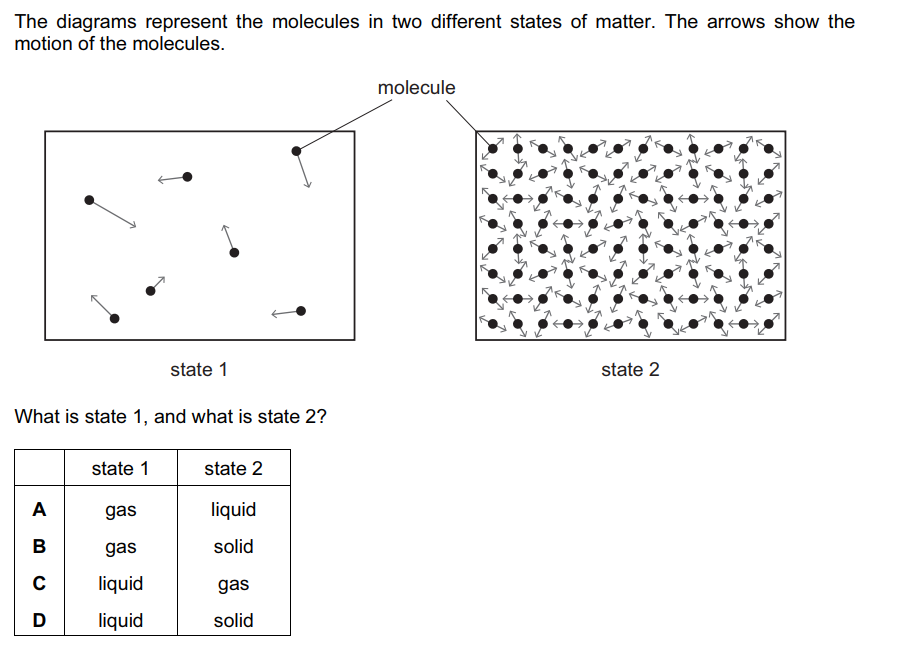 The diagrams represent the molecules in two different states of matter. The arrows show the
motion of the molecules.
molecule
state 1
state 2
What is state 1, and what is state 2?
state 1 state 2
A gas liquid
B gas solid
C liquid gas
D liquid solid